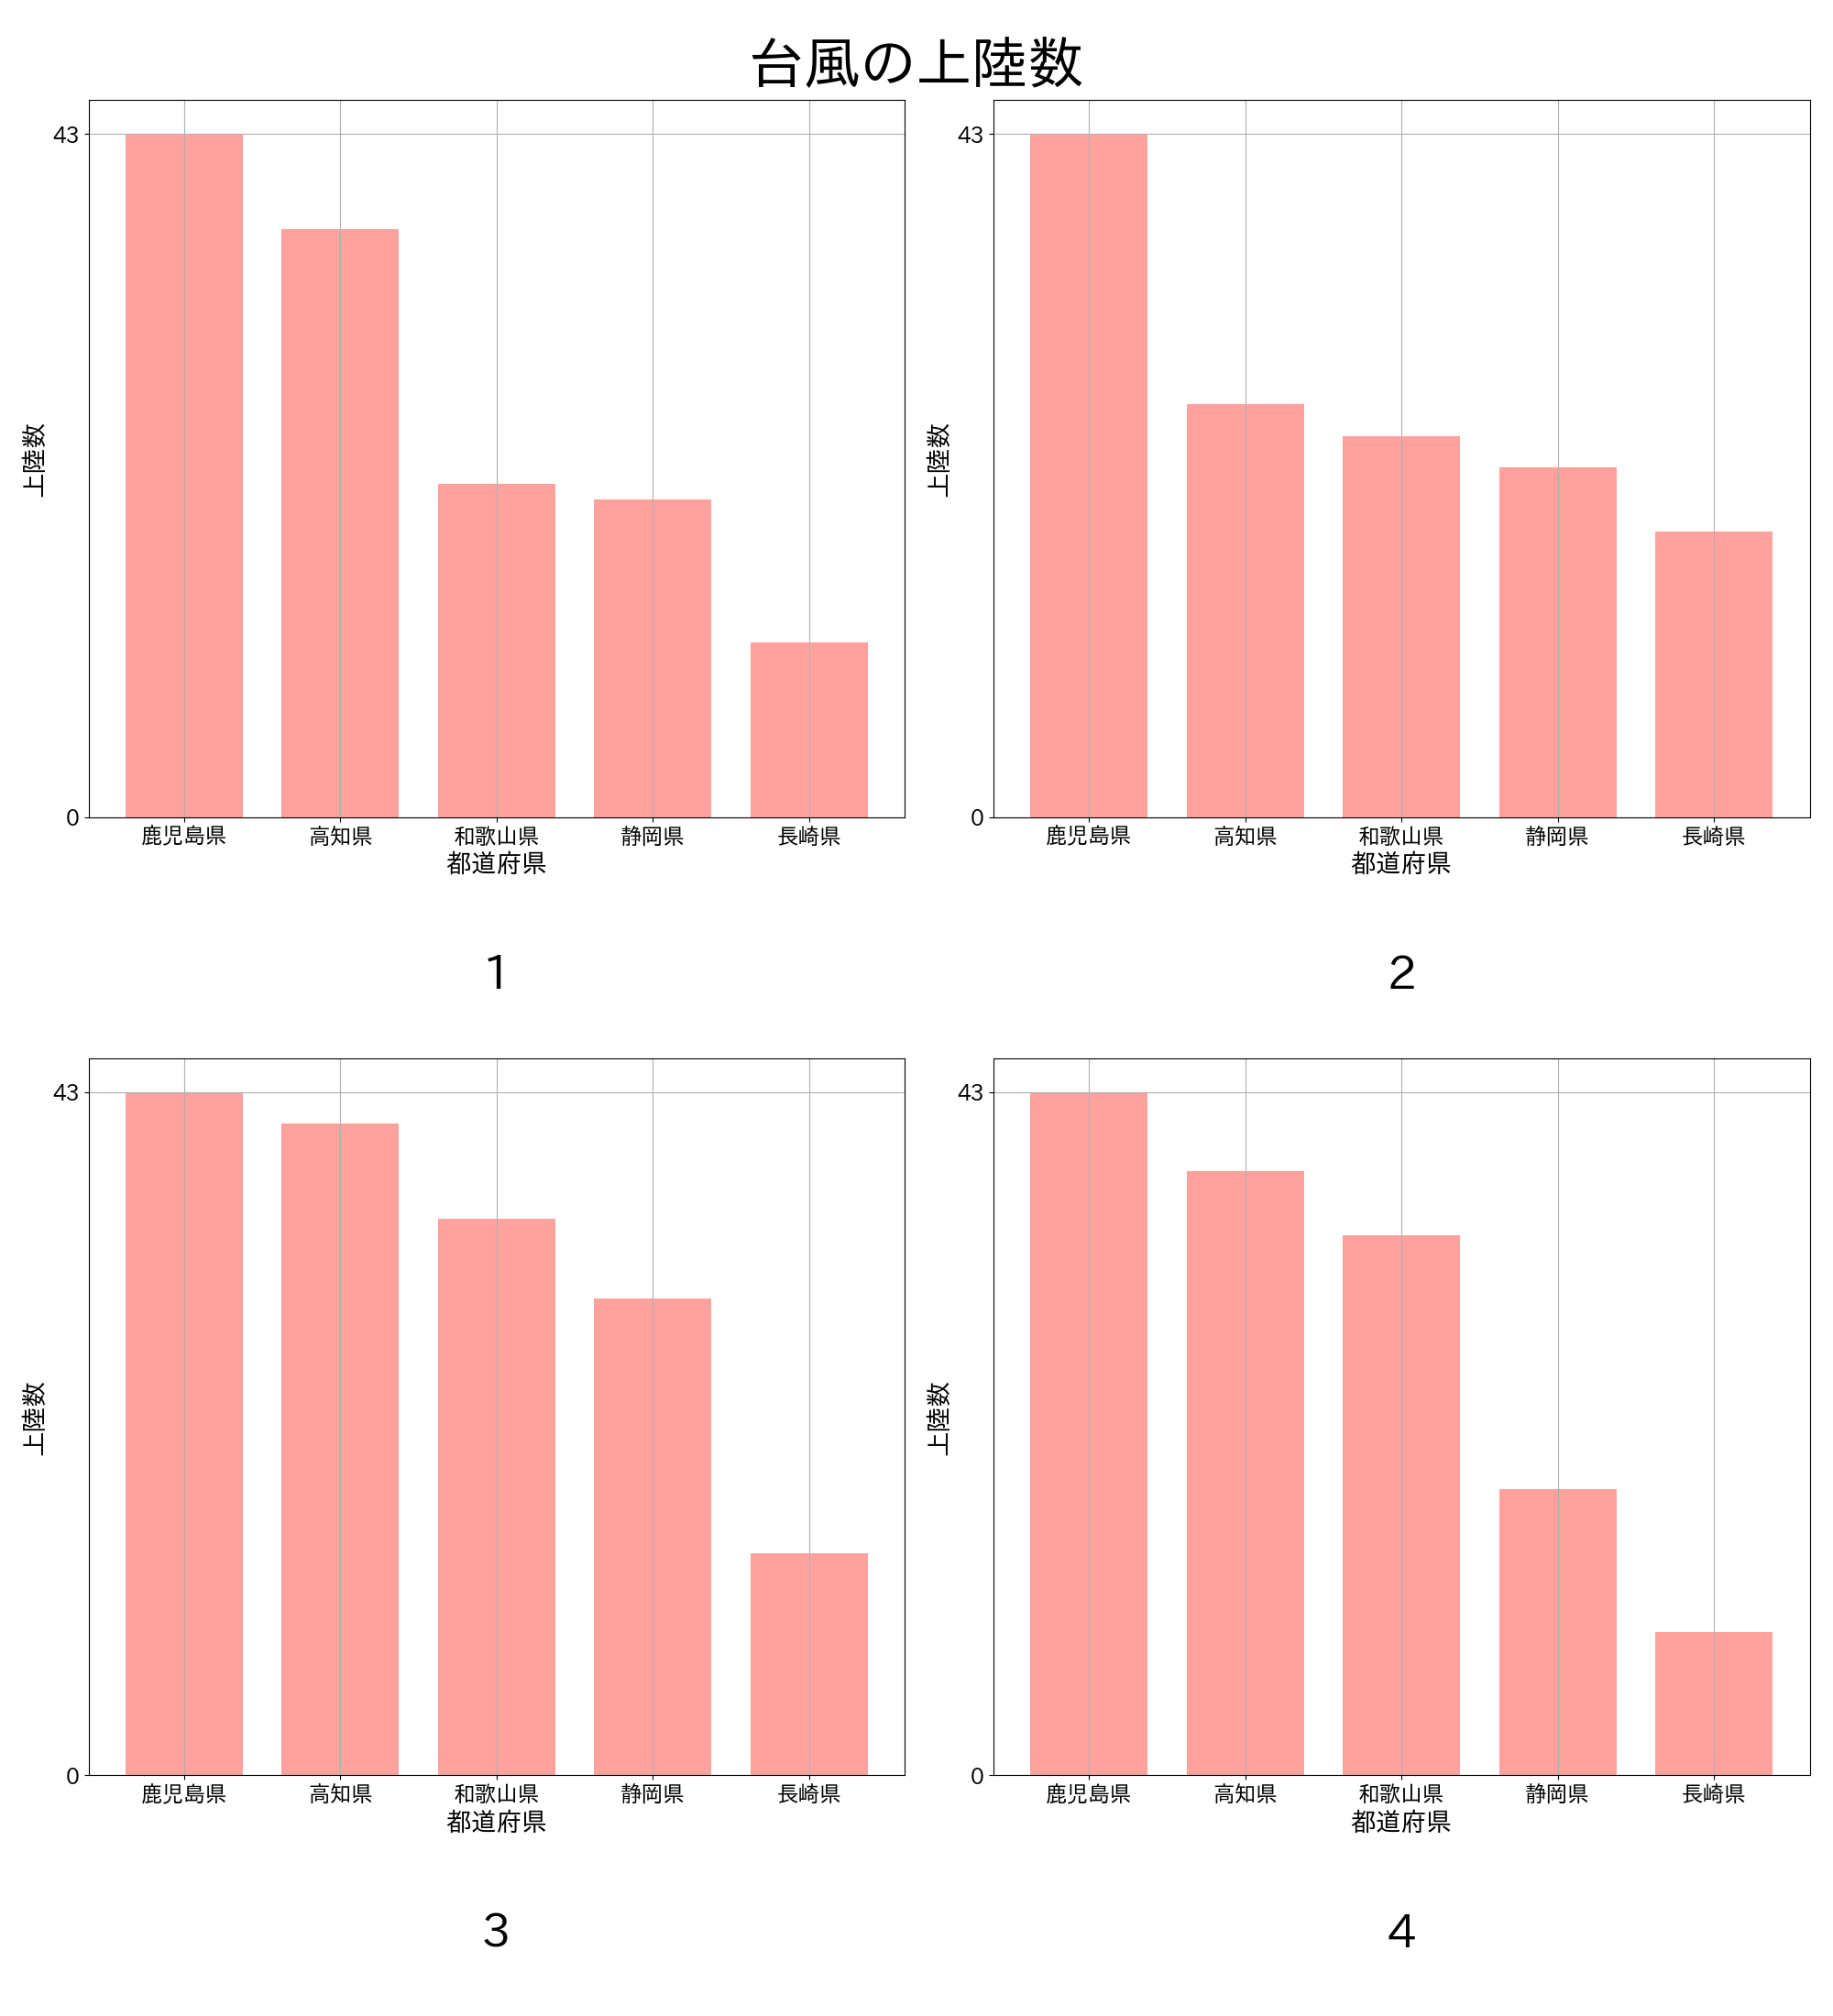 台風の上陸数
43
0
上陸数
鹿児島県 高知県 和歌山県 静岡県 長崎県
都道府県
1
43
0
上陸数
鹿児島県 高知県 和歌山県 静岡県 長崎県
都道府県
2
43
0
上陸数
鹿児島県 高知県 和歌山県 静岡県 長崎県
都道府県
3
43
0
上陸数
鹿児島県 高知県 和歌山県 静岡県 長崎県
都道府県
4